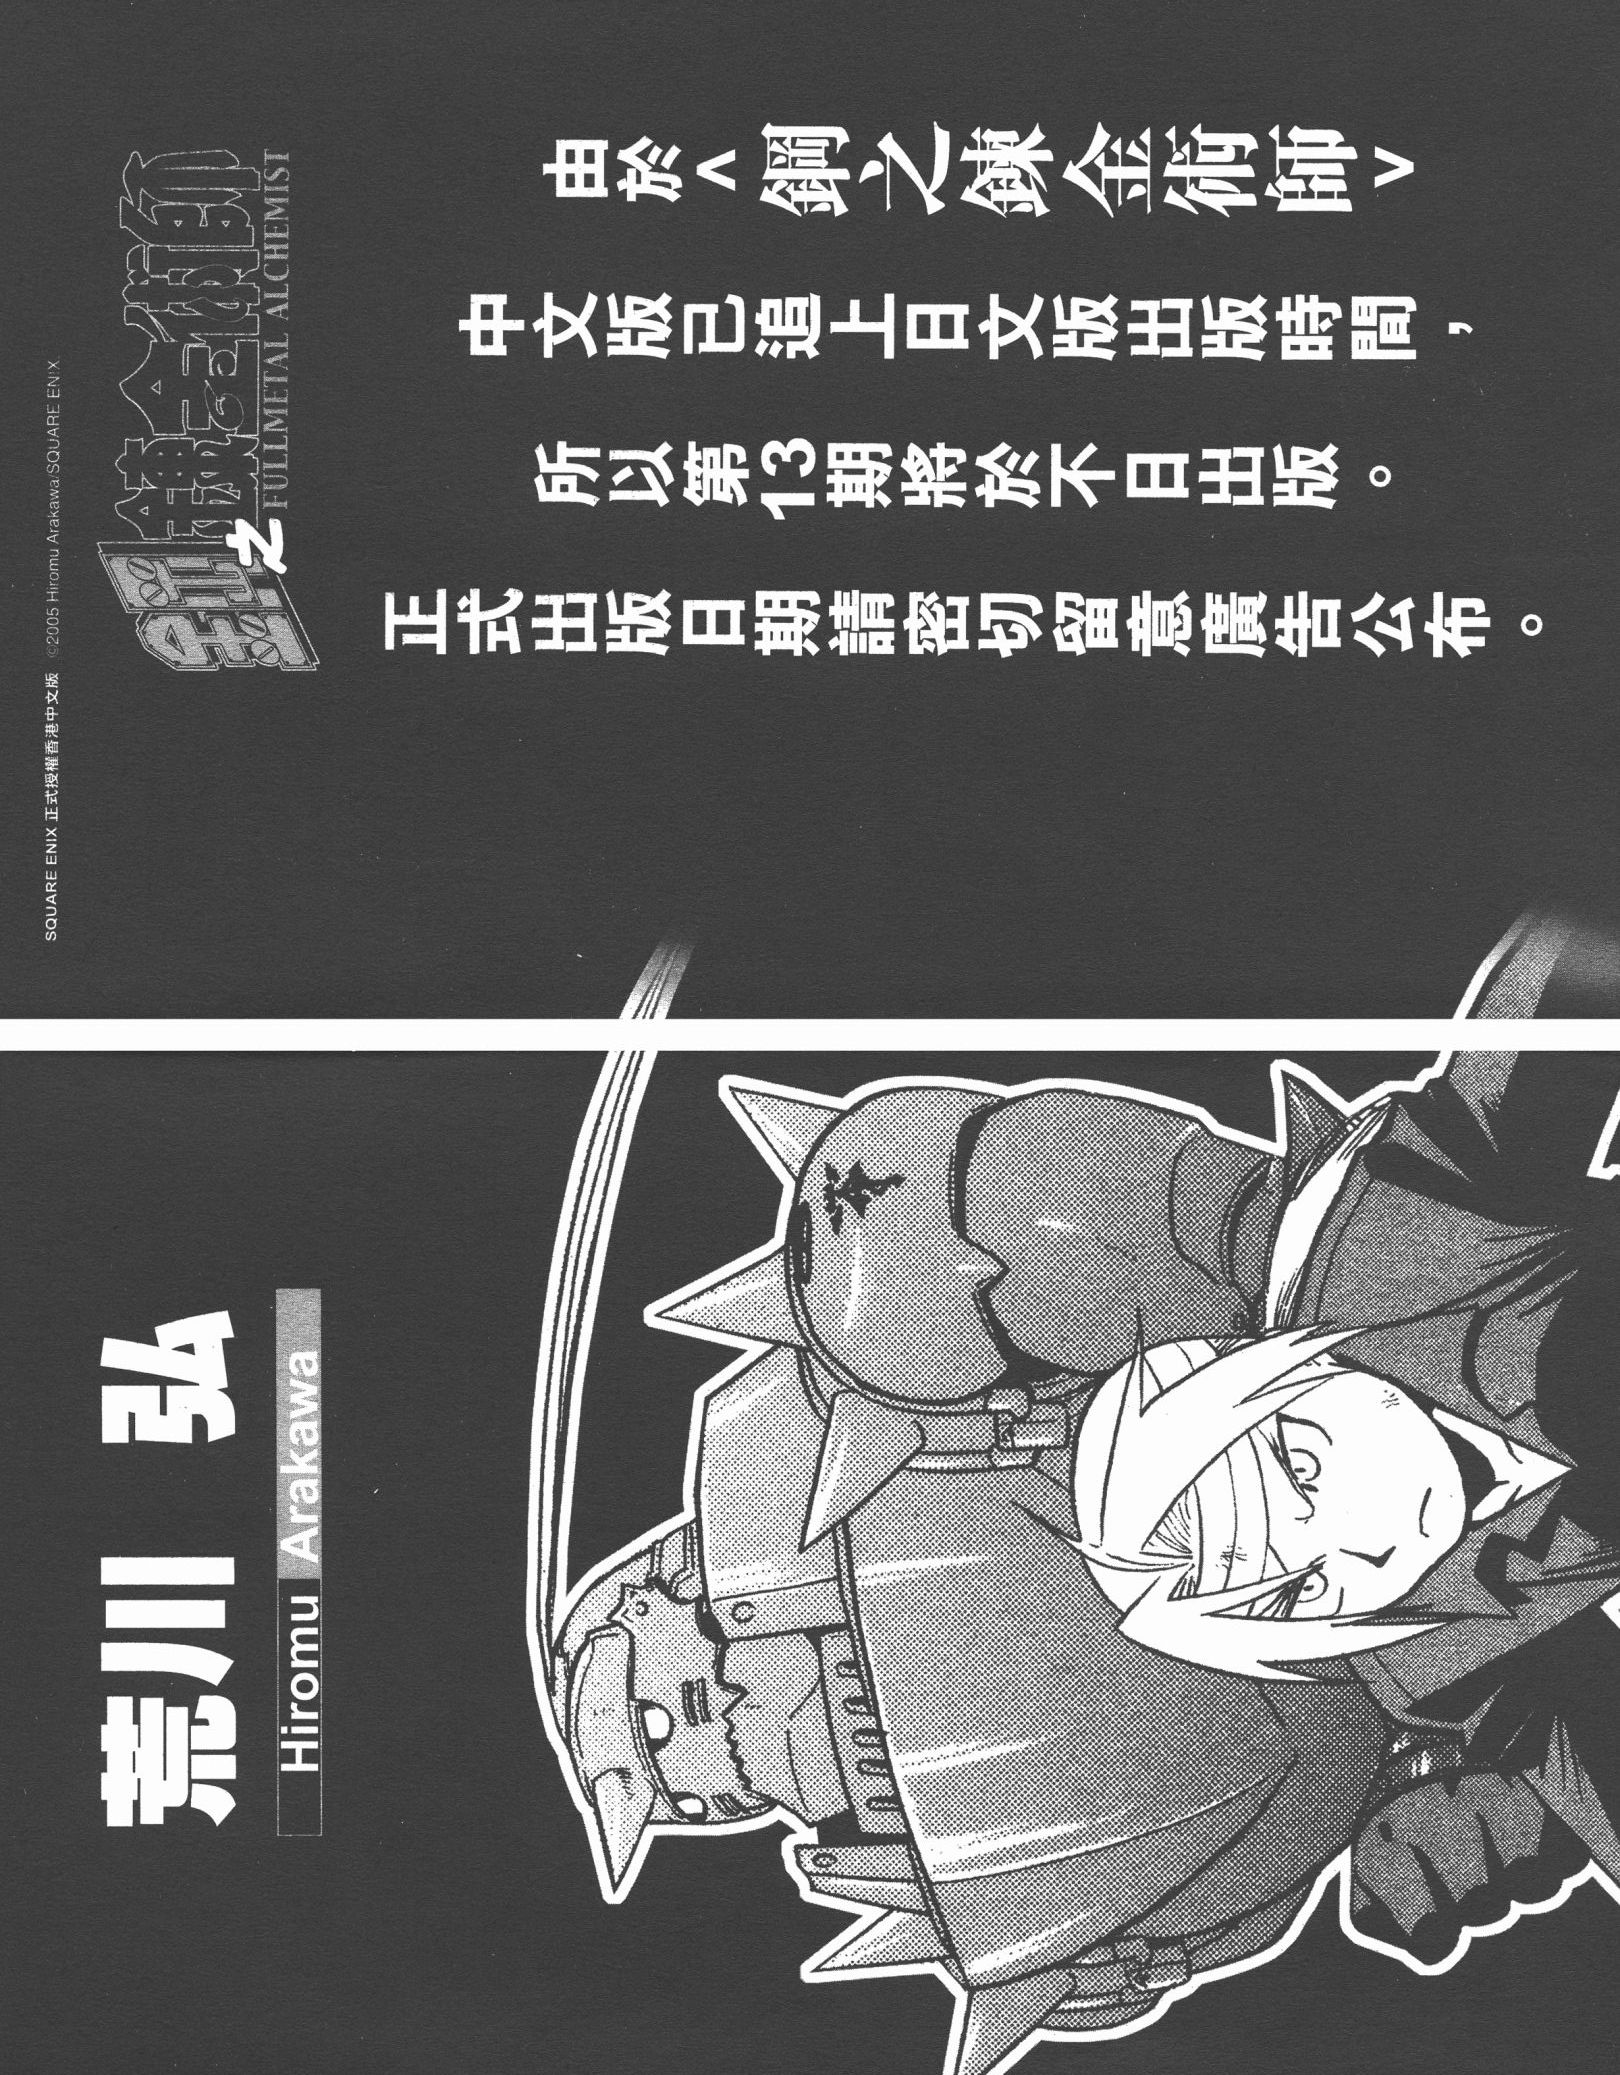 荒川 弘
Hiromu Arakawa
SQUARE ENIX 正式授權香港中文版 ©2005 Hiromu Arakawa/SQUARE ENIX
鋼之鍊金術師
FULLMETAL ALCHEMIST
由於<鋼之鍊金術師>
中文版已追上日文版出版時間，
所以第13期將於不日出版。
正式出版日期請密切留意廣告公布。